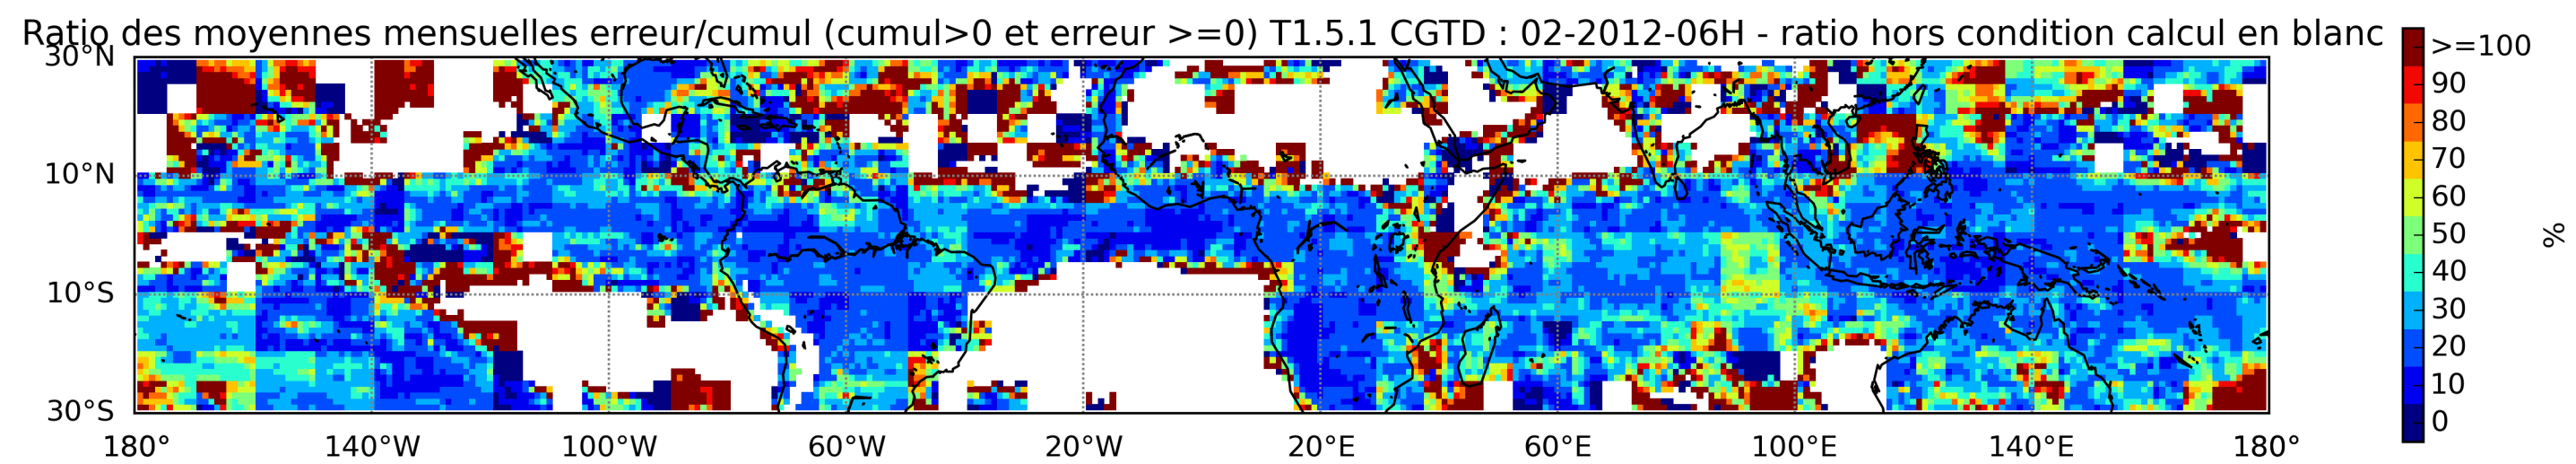 Ratio des moyennes mensuelles erreur/cumul (cumul>0 et erreur >=0) T1.5.1 CGTD : 02-2012-06H - ratio hors condition calcul en blanc
30°N
10°N
10°S
30°S
180° 140°W 100°W 60°W 20°W 20°E 60°E 100°E 140°E 180°
>=100
90
80
70
60
50
40
30
20
10
0
%